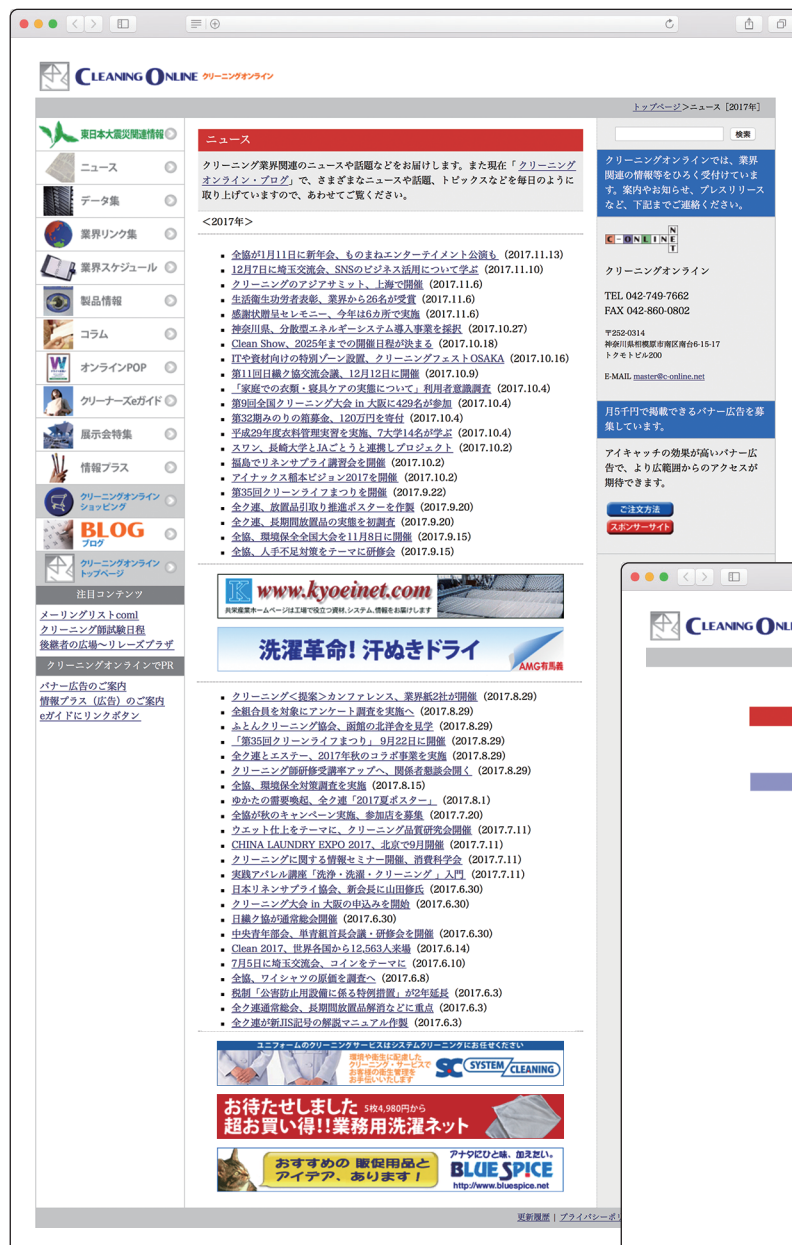 CLEANING ONLINE クリーニングオンライン
トップページ>ニュース［2017年］
東日本大震災関連情報
ニュース
データ集
業界リンク集
業界スケジュール
製品情報
コラム
オンラインPOP
クリーナーズeガイド
展示会特集
情報プラス
クリーニングオンライン
ショッピング
BLOG
ブログ
クリーニングオンライン
トップページ
注目コンテンツ
メーリングリストcoml
クリーニング師試験日程
後継者の広場～リレーズプラザ
クリーニングオンラインでPR
バナー広告のご案内
情報プラス（広告）のご案内
eガイドにリンクボタン
ニュース
クリーニング業界関連のニュースや話題などをお届けします。また現在「クリーニング
オンライン・ブログ」で、さまざまなニュースや話題、トピックスなどを毎日のように
取り上げていますので、あわせてご覧ください。
＜2017年＞
全協が1月11日に新年会、ものまねエンターテイメント公演も（2017.11.13）
12月7日に埼玉交流会、SNSのビジネス活用について学ぶ（2017.11.10）
クリーニングのアジアサミット、上海で開催（2017.11.6）
生活衛生功労者表彰、業界から26名が受賞（2017.11.6）
感謝状贈呈セレモニー、今年は6カ所で実施（2017.11.6）
神奈川県、分散型エネルギーシステム導入事業を採択（2017.10.27）
Clean Show、2025年までの開催日程が決まる（2017.10.18）
ITや資材向けの特別ゾーン設置、クリーニングフェストOSAKA（2017.10.16）
第11回日繊ク協交流会議、12月12日に開催（2017.10.9）
「家庭での衣類・寝具ケアの実態について」利用者意識調査（2017.10.4）
第9回全国クリーニング大会 in 大阪に429名が参加（2017.10.4）
第32期みのりの箱募金、120万円を寄付（2017.10.4）
平成29年度衣料管理実習を実施、7大学14名が学ぶ（2017.10.4）
スワン、長崎大学とJAごとうと連携しプロジェクト（2017.10.2）
福島でリネンサプライ講習会を開催（2017.10.2）
アイナックス稲本ビジョン2017を開催（2017.10.2）
第35回クリーンライフまつりを開催（2017.9.22）
全ク連、放置品引取り推進ポスターを作製（2017.9.20）
全ク連、長期間放置品の実態を初調査（2017.9.20）
全協、環境保全全国大会を11月8日に開催（2017.9.15）
全協、人手不足対策をテーマに研修会（2017.9.15）
www.kyoeinet.com
共栄産業ホームページは工場で役立つ資材、システム、情報をお届けします
洗濯革命! 汗ぬきドライ
AMG有馬義
クリーニング＜提案＞カンファレンス、業界紙2社が開催（2017.8.29）
全組合員を対象にアンケート調査を実施へ（2017.8.29）
ふとんクリーニング協会、函館の北洋舎を見学（2017.8.29）
「第35回クリーンライフまつり」 9月22日に開催（2017.8.29）
全ク連とエステー、2017年秋のコラボ事業を実施（2017.8.29）
クリーニング師研修受講率アップへ、関係者懇談会開く（2017.8.29）
全協、環境保全対策調査を実施（2017.8.15）
ゆかたの需要喚起、全ク連「2017夏ポスター」（2017.8.1）
全協が秋のキャンペーン実施、参加店を募集（2017.7.20）
ウエット仕上をテーマに、クリーニング品質研究会開催（2017.7.11）
CHINA LAUNDRY EXPO 2017、北京で9月開催（2017.7.11）
クリーニングに関する情報セミナー開催、消費科学会（2017.7.11）
実践アパレル講座「洗浄・洗濯・クリーニング 」入門（2017.7.11）
日本リネンサプライ協会、新会長に山田修氏（2017.6.30）
クリーニング大会 in 大阪の申込みを開始（2017.6.30）
日繊ク協が通常総会開催（2017.6.30）
中央青年部会、単青組首長会議・研修会を開催（2017.6.30）
Clean 2017、世界各国から12,563人来場（2017.6.14）
7月5日に埼玉交流会、コインをテーマに（2017.6.10）
全協、ワイシャツの原価を調査へ（2017.6.8）
税制「公害防止用設備に係る特例措置」が2年延長（2017.6.3）
全ク連通常総会、長期間放置品解消などに重点（2017.6.3）
全ク連が新JIS記号の解説マニュアル作製（2017.6.3）
ユニフォームのクリーニングサービスはシステムクリーニングにお任せください
環境や衛生に配慮した
クリーニング・サービスで
お客様の衛生管理を
お手伝いいたします
SC SYSTEM CLEANING
お待たせしました 5枚4,980円から
超お買い得!!業務用洗濯ネット
おすすめの 販促用品と
アイデア、あります！
アナタにひと味、加えたい。
BLUE SPICE
http://www.bluespice.net
更新履歴 | プライバシーポリ
検索
クリーニングオンラインでは、業界
関連の情報等をひろく受付けていま
す。案内やお知らせ、プレスリリース
など、下記までご連絡ください。
C-ONLINE NET
クリーニングオンライン
TEL 042-749-7662
FAX 042-860-0802
〒252-0314
神奈川県相模原市南区南台6-15-17
トクモトビル200
E-MAIL master@c-online.net
月5千円で掲載できるバナー広告を募
集しています。
アイキャッチの効果が高いバナー広
告で、より広範囲からのアクセスが
期待できます。
ご注文方法
スポンサーサイト
CLEANING ONLI